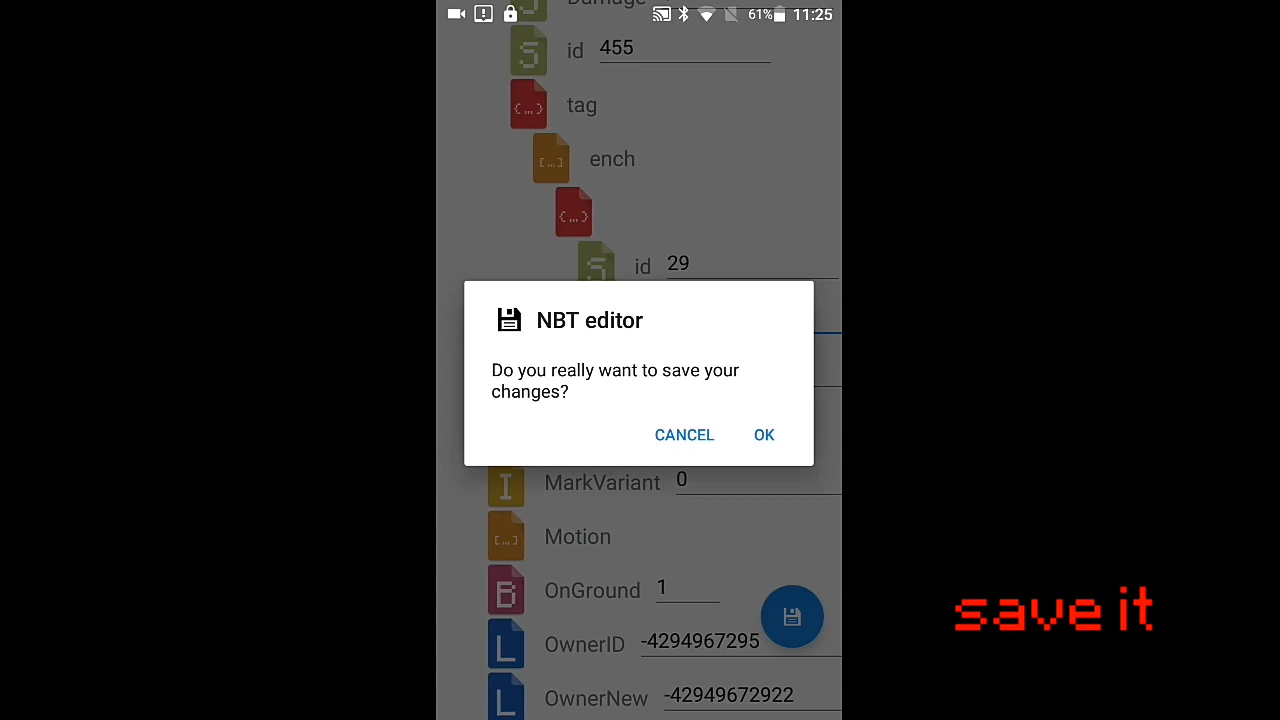 61% 11:25
Damage
S id 455
{...} tag
[...] ench
{...}
S id 29
NBT editor
Do you really want to save your
changes?
CANCEL OK
I MarkVariant 0
[...] Motion
B OnGround 1
L OwnerID -4294967295
L OwnerNew -42949672922
save it